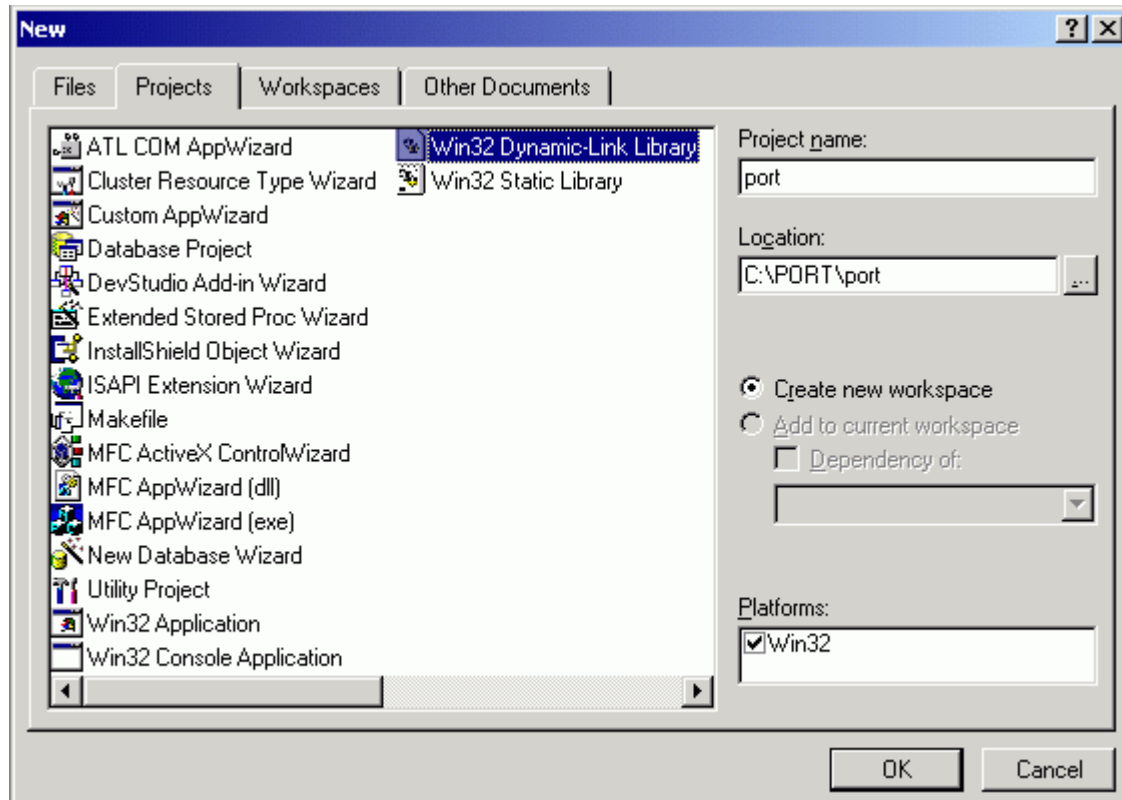 New
Files Projects Workspaces Other Documents
ATL COM AppWizard
Cluster Resource Type Wizard
Custom AppWizard
Database Project
DevStudio Add-in Wizard
Extended Stored Proc Wizard
InstallShield Object Wizard
ISAPI Extension Wizard
Makefile
MFC ActiveX ControlWizard
MFC AppWizard (dll)
MFC AppWizard (exe)
New Database Wizard
Utility Project
Win32 Application
Win32 Console Application
Win32 Dynamic-Link Library
Win32 Static Library
Project name:
port
Location:
C:\PORT\port
...
Create new workspace
Add to current workspace
Dependency of:
Platforms:
Win32
OK Cancel